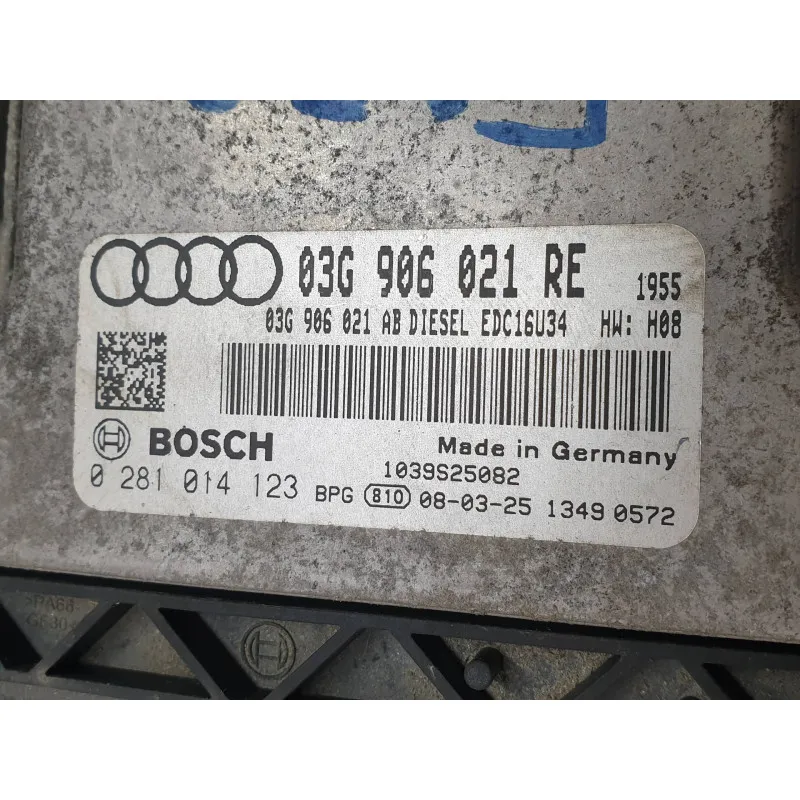 03G 906 021 RE 1955
03G 906 021 AB DIESEL EDC16U34 HW: H08
BOSCH Made in Germany
1039S25082
0 281 014 123 BPG 810 08-03-25 1349 0572